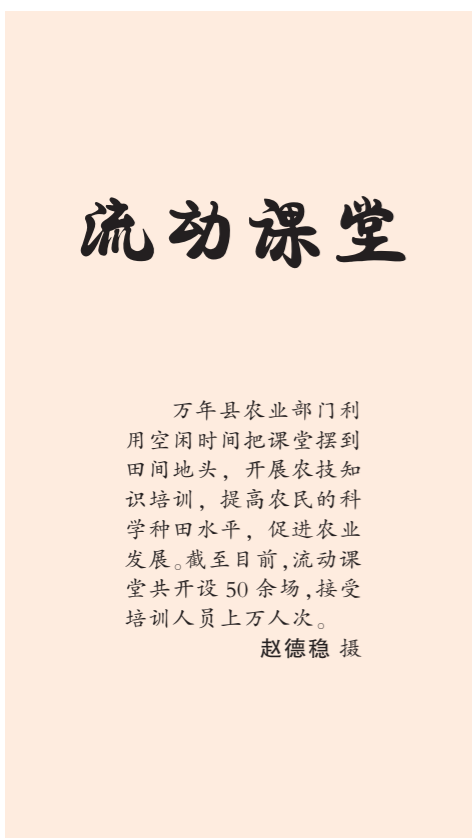 流动课堂
万年县农业部门利
用空闲时间把课堂摆到
田间地头，开展农技知
识培训，提高农民的科
学种田水平，促进农业
发展。截至目前，流动课
堂共开设 50 余场，接受
培训人员上万人次。
赵德稳 摄